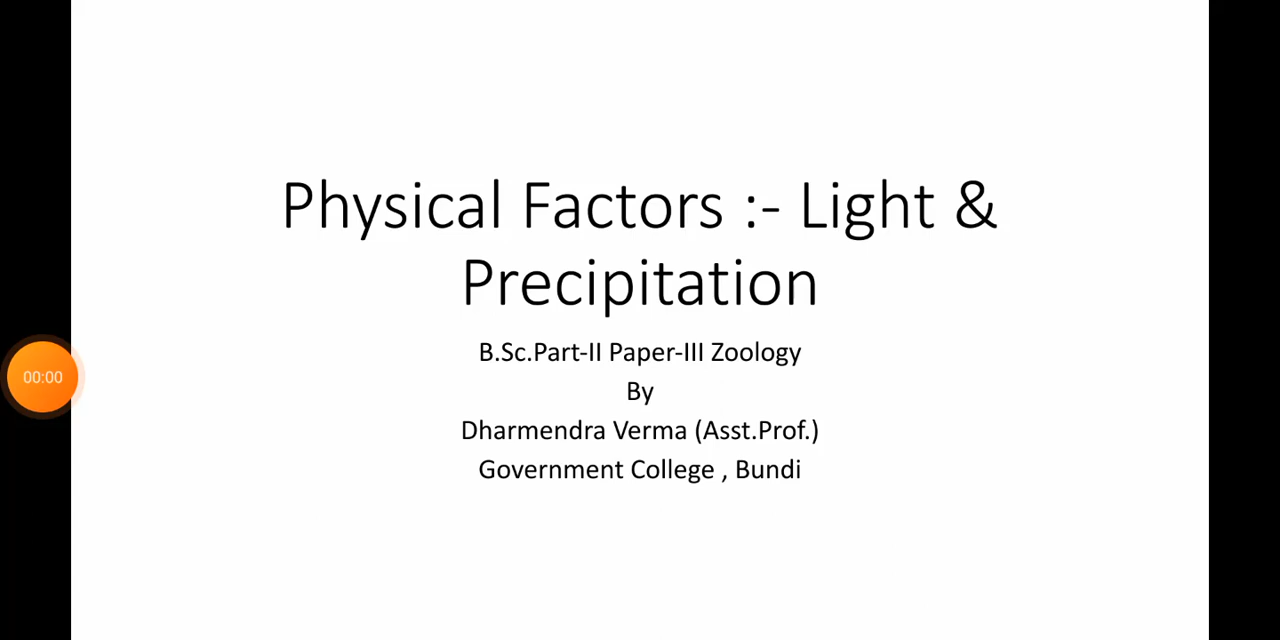 Physical Factors :- Light &
Precipitation
B.Sc.Part-II Paper-III Zoology
By
Dharmendra Verma (Asst.Prof.)
Government College , Bundi
00:00